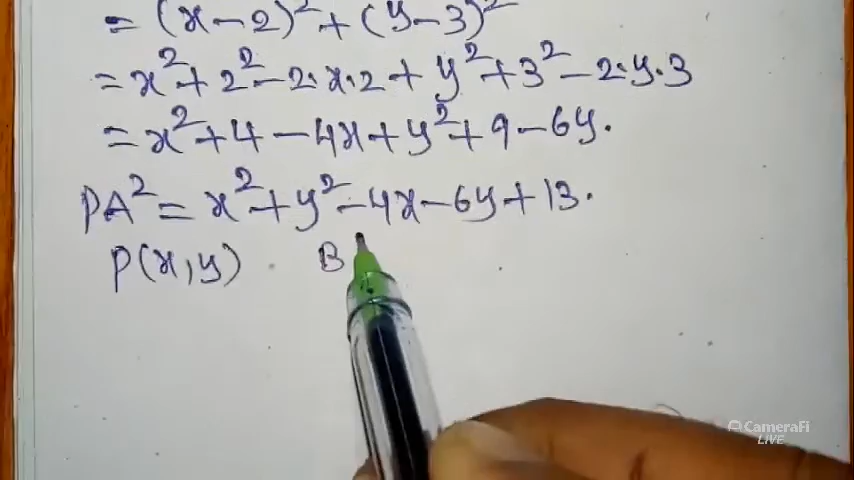 = (x-2)² + (y-3)²
= x² + 2² - 2·x·2 + y² + 3² - 2·y·3
= x² + 4 - 4x + y² + 9 - 6y.
PA² = x² + y² - 4x - 6y + 13.
P(x,y) B
CameraFi
LIVE